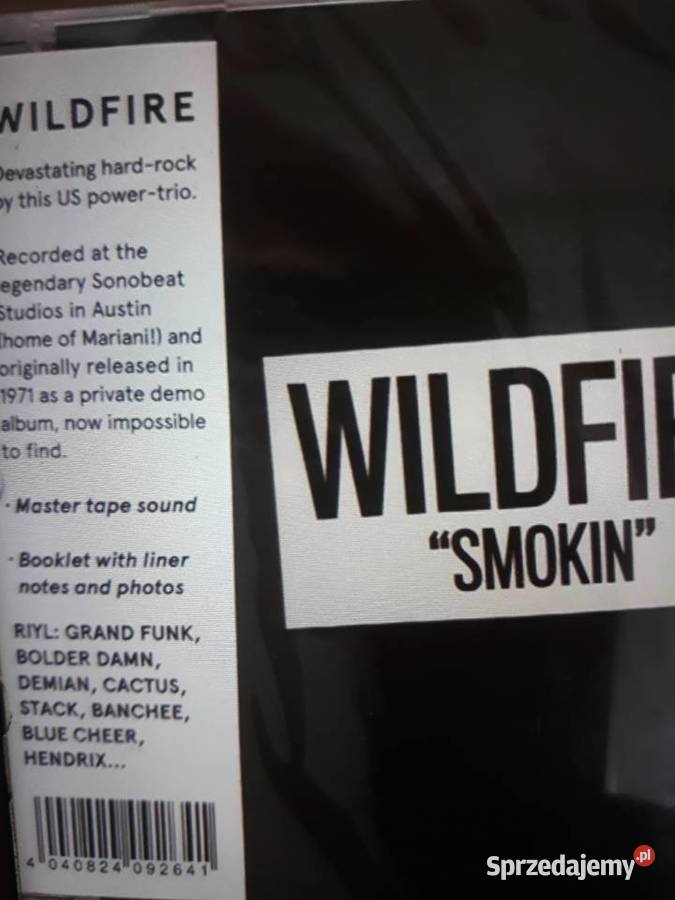 WILDFIRE
Devastating hard-rock
by this US power-trio.
Recorded at the
legendary Sonobeat
Studios in Austin
(home of Mariani!) and
originally released in
1971 as a private demo
album, now impossible
to find.
· Master tape sound
· Booklet with liner
notes and photos
RIYL: GRAND FUNK,
BOLDER DAMN,
DEMIAN, CACTUS,
STACK, BANCHEE,
BLUE CHEER,
HENDRIX...
4 040824 092641
WILDFIR
“SMOKIN”
Sprzedajemy.pl